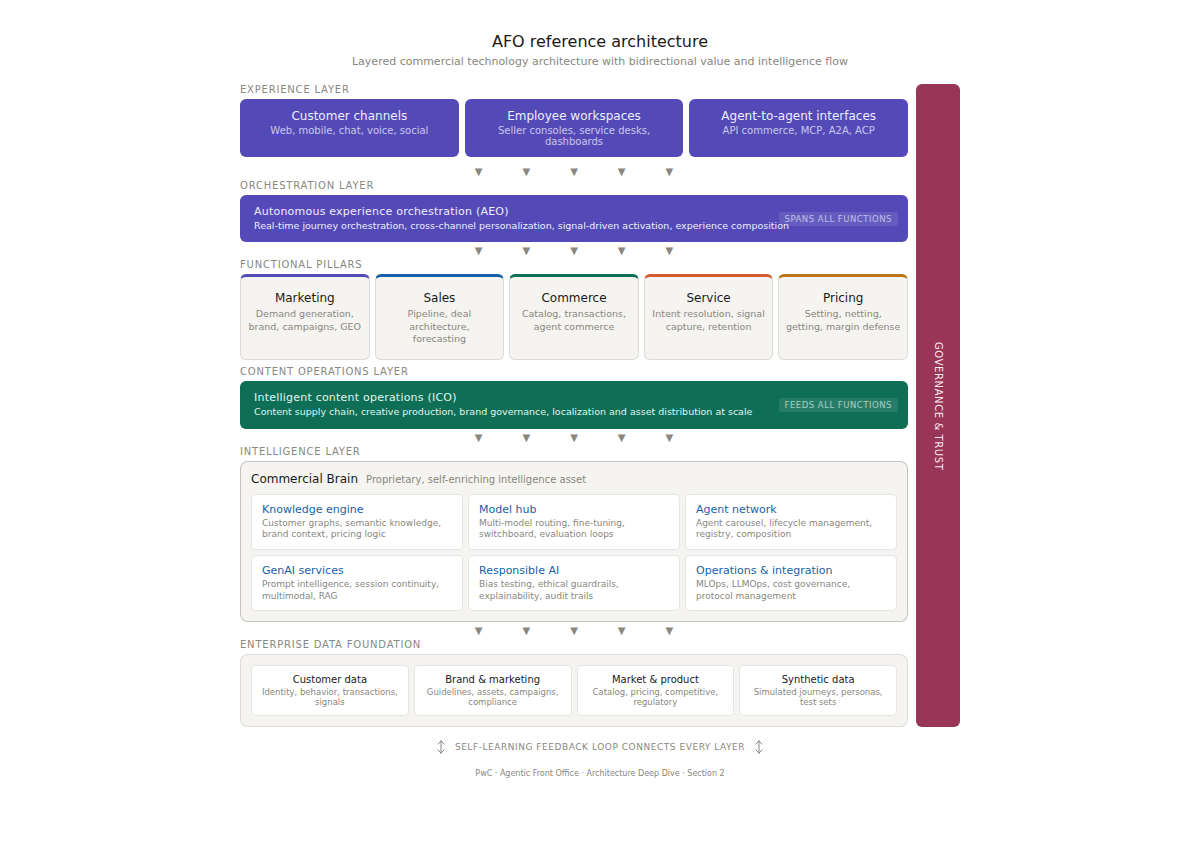 AFO reference architecture
Layered commercial technology architecture with bidirectional value and intelligence flow
EXPERIENCE LAYER
Customer channels
Web, mobile, chat, voice, social
Employee workspaces
Seller consoles, service desks,
dashboards
Agent-to-agent interfaces
API commerce, MCP, A2A, ACP
ORCHESTRATION LAYER
Autonomous experience orchestration (AEO)
Real-time journey orchestration, cross-channel personalization, signal-driven activation, experience composition
SPANS ALL FUNCTIONS
FUNCTIONAL PILLARS
Marketing
Demand generation,
brand, campaigns, GEO
Sales
Pipeline, deal
architecture,
forecasting
Commerce
Catalog, transactions,
agent commerce
Service
Intent resolution, signal
capture, retention
Pricing
Setting, netting,
getting, margin defense
CONTENT OPERATIONS LAYER
Intelligent content operations (ICO)
Content supply chain, creative production, brand governance, localization and asset distribution at scale
FEEDS ALL FUNCTIONS
INTELLIGENCE LAYER
Commercial Brain Proprietary, self-enriching intelligence asset
Knowledge engine
Customer graphs, semantic knowledge,
brand context, pricing logic
Model hub
Multi-model routing, fine-tuning,
switchboard, evaluation loops
Agent network
Agent carousel, lifecycle management,
registry, composition
GenAI services
Prompt intelligence, session continuity,
multimodal, RAG
Responsible AI
Bias testing, ethical guardrails,
explainability, audit trails
Operations & integration
MLOps, LLMOps, cost governance,
protocol management
ENTERPRISE DATA FOUNDATION
Customer data
Identity, behavior, transactions,
signals
Brand & marketing
Guidelines, assets, campaigns,
compliance
Market & product
Catalog, pricing, competitive,
regulatory
Synthetic data
Simulated journeys, personas,
test sets
GOVERNANCE & TRUST
SELF-LEARNING FEEDBACK LOOP CONNECTS EVERY LAYER
PwC · Agentic Front Office · Architecture Deep Dive · Section 2